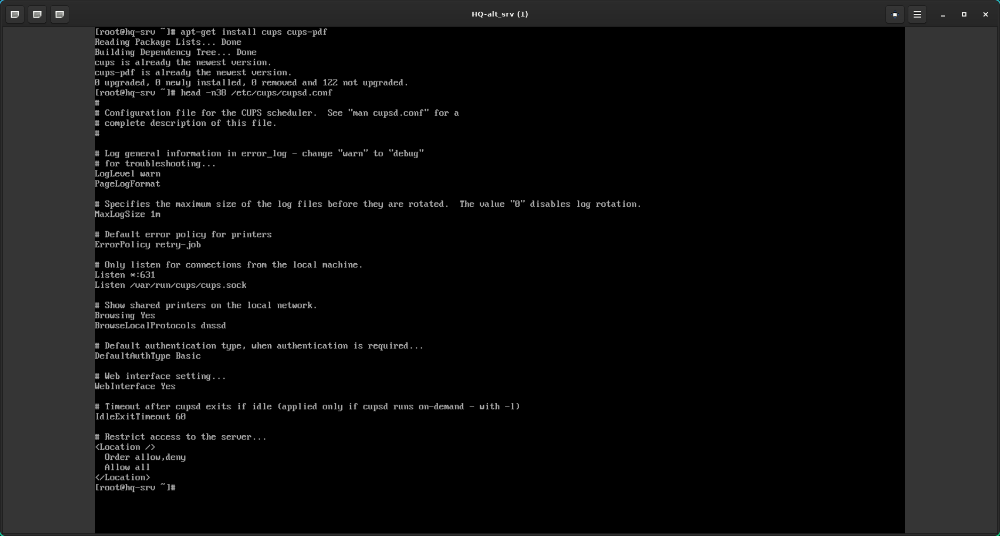 HQ-alt_srv (1)
[root@hq-srv ~]# apt-get install cups cups-pdf
Reading Package Lists... Done
Building Dependency Tree... Done
cups is already the newest version.
cups-pdf is already the newest version.
0 upgraded, 0 newly installed, 0 removed and 122 not upgraded.
[root@hq-srv ~]# head -n38 /etc/cups/cupsd.conf
#
# Configuration file for the CUPS scheduler.  See "man cupsd.conf" for a
# complete description of this file.
#
# Log general information in error_log - change "warn" to "debug"
# for troubleshooting...
LogLevel warn
PageLogFormat
# Specifies the maximum size of the log files before they are rotated.  The value "0" disables log rotation.
MaxLogSize 1m
# Default error policy for printers
ErrorPolicy retry-job
# Only listen for connections from the local machine.
Listen *:631
Listen /var/run/cups/cups.sock
# Show shared printers on the local network.
Browsing Yes
BrowseLocalProtocols dnssd
# Default authentication type, when authentication is required...
DefaultAuthType Basic
# Web interface setting...
WebInterface Yes
# Timeout after cupsd exits if idle (applied only if cupsd runs on-demand - with -l)
IdleExitTimeout 60
# Restrict access to the server...
<Location />
  Order allow,deny
  Allow all
</Location>
[root@hq-srv ~]#